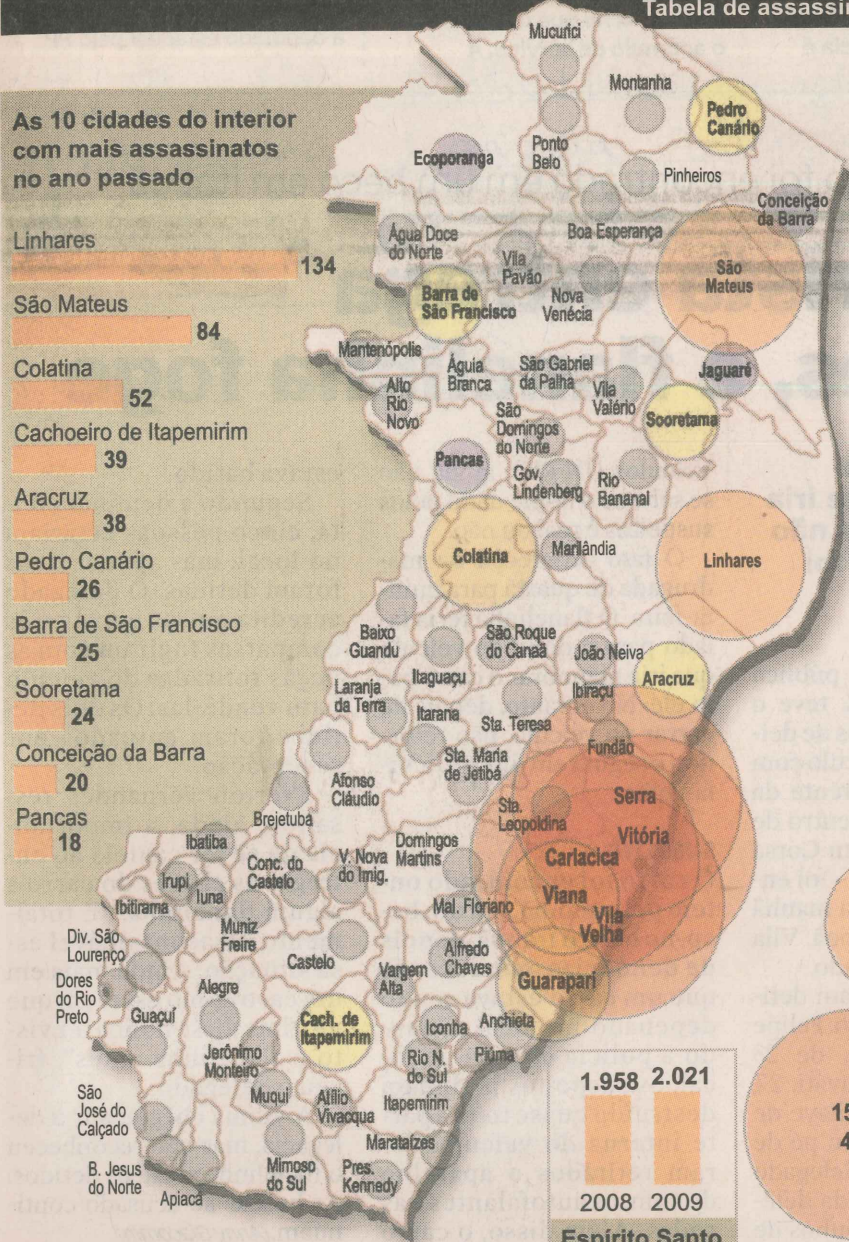 Tabela de assassin
As 10 cidades do interior
com mais assassinatos
no ano passado
Linhares
134
São Mateus
84
Colatina
52
Cachoeiro de Itapemirim
39
Aracruz
38
Pedro Canário
26
Barra de São Francisco
25
Sooretama
24
Conceição da Barra
20
Pancas
18
Mucurici
Montanha
Pedro
Canário
Ponto
Belo
Ecoporanga
Pinheiros
Conceição
da Barra
Água Doce
do Norte
Boa Esperança
Vila
Pavão
São
Mateus
Barra de
São Francisco
Nova
Venécia
Mantenópolis
Águia
Branca
São Gabriel
da Palha
Jaguaré
Alto
Rio
Novo
Vila
Valério
São
Domingos
do Norte
Sooretama
Pancas
Gov.
Lindenberg
Rio
Bananal
Colatina
Marilândia
Linhares
Baixo
Guandu
São Roque
do Canaã
João Neiva
Itaguaçu
Aracruz
Laranja
da Terra
Ibiraçu
Itarana
Sta. Teresa
Fundão
Sta. Maria
de Jetibá
Afonso
Cláudio
Serra
Sta.
Leopoldina
Brejetuba
Vitória
Ibatiba
Conc. do
Castelo
V. Nova
do Imig.
Domingos
Martins
Cariacica
Irupi
Iuna
Viana
Ibitirama
Muniz
Freire
Mal. Floriano
Vila
Velha
Div. São
Lourenço
Castelo
Alfredo
Chaves
Dores
do Rio
Preto
Vargem
Alta
Guarapari
Alegre
Guaçuí
Cach. de
Itapemirim
Iconha
Anchieta
Jerônimo
Monteiro
Rio N.
do Sul
Piúma
São
José do
Calçado
Muqui
Atílio
Vivacqua
Itapemirim
Marataízes
B. Jesus
do Norte
Mimoso
do Sul
Pres.
Kennedy
Apiacá
1.958 2.021
2008 2009
Espírito Santo
15
4